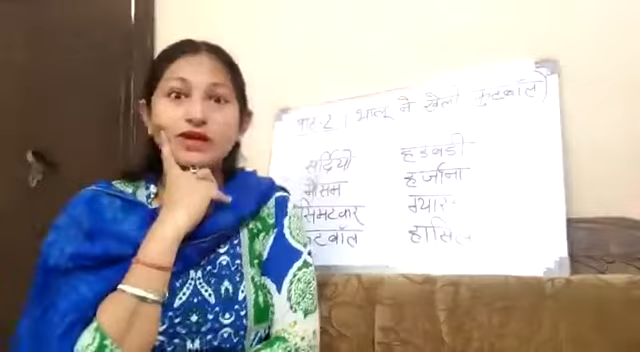 पाठ-2 । भालू ने खेली फुटबॉल
सर्दियों हड़बड़ी
मौसम हर्जाना
सिमटकर
हासिल